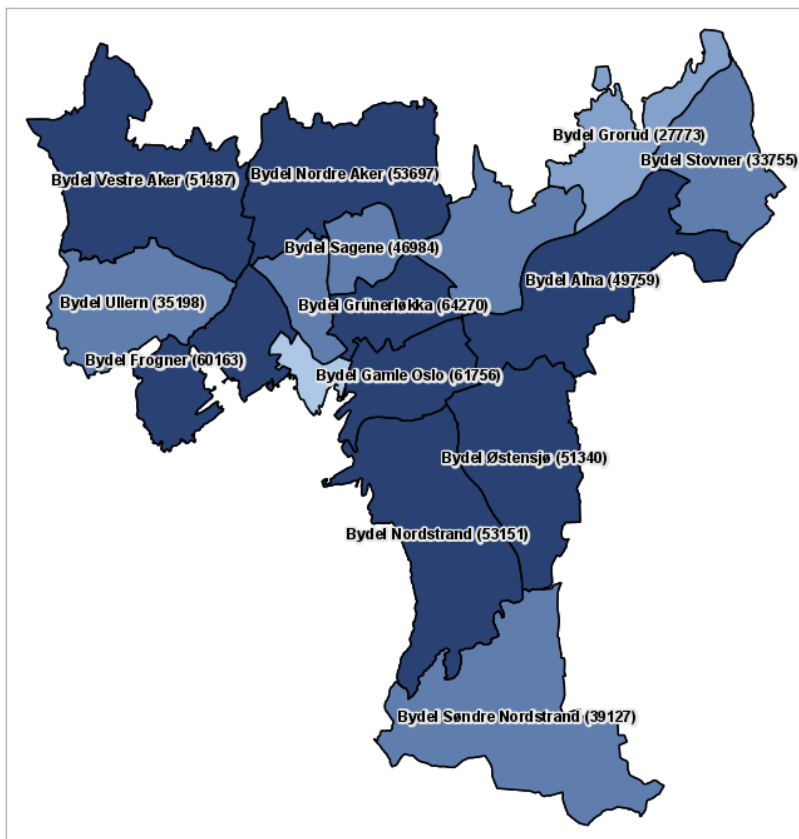 Bydel Grorud (27773)
Bydel Stovner (33755)
Bydel Vestre Aker (51487)
Bydel Nordre Aker (53697)
Bydel Sagene (46984)
Bydel Alna (49759)
Bydel Ullern (35198)
Bydel Grünerløkka (64270)
Bydel Frogner (60163)
Bydel Gamle Oslo (61756)
Bydel Østensjø (51340)
Bydel Nordstrand (53151)
Bydel Søndre Nordstrand (39127)